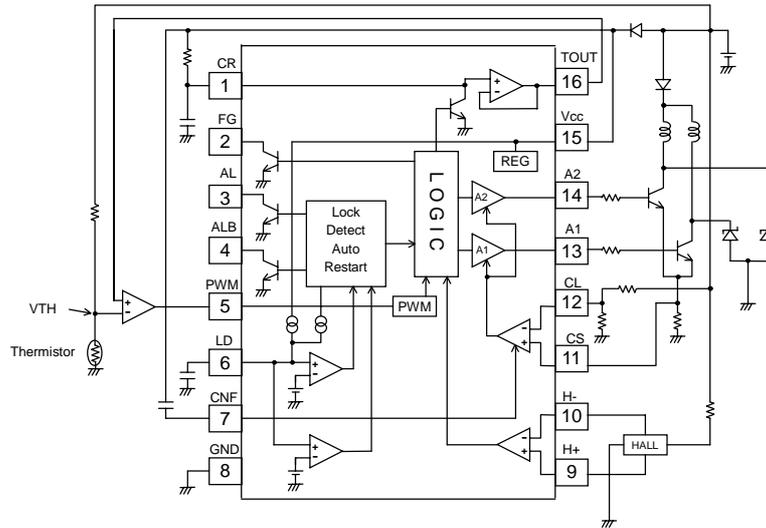 CR
1
FG
2
AL
3
ALB
4
PWM
5
LD
6
CNF
7
GND
8
VTH
Thermistor
Lock
Detect
Auto
Restart
LOGIC
PWM
REG
A2
A1
TOUT
16
Vcc
15
A2
14
A1
13
CL
12
CS
11
H-
10
H+
9
HALL